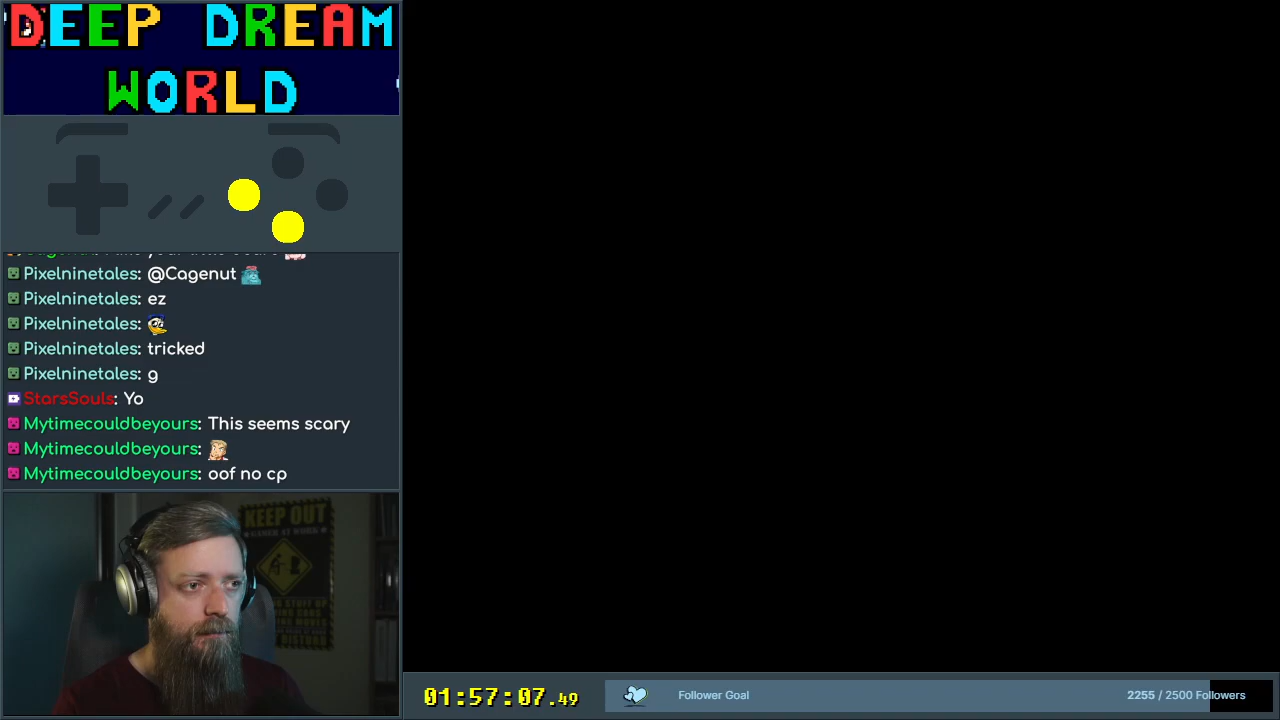 DEEP DREAM
WORLD
Pixelninetales: @Cagenut
Pixelninetales: ez
Pixelninetales:
Pixelninetales: tricked
Pixelninetales: g
StarsSouls: Yo
Mytimecouldbeyours: This seems scary
Mytimecouldbeyours:
Mytimecouldbeyours: oof no cp
KEEP OUT
01:57:07.49
Follower Goal
2255 / 2500 Followers